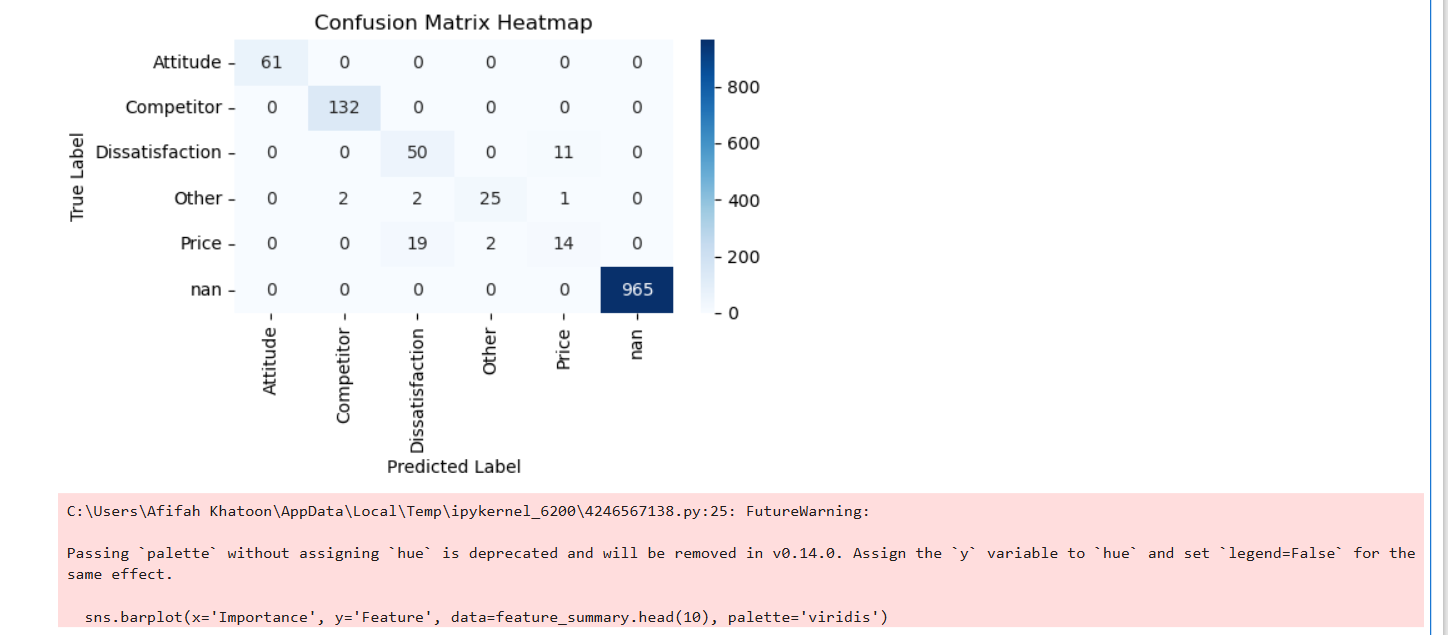 Confusion Matrix Heatmap
Attitude - 61 0 0 0 0 0 
Competitor - 0 132 0 0 0 0 - 800
Dissatisfaction - 0 0 50 0 11 0 - 600
Other - 0 2 2 25 1 0 - 400
Price - 0 0 19 2 14 0 - 200
nan - 0 0 0 0 0 965 - 0
True Label
Attitude
Competitor
Dissatisfaction
Other
Price
nan
Predicted Label
C:\Users\Afifah Khatoon\AppData\Local\Temp\ipykernel_6200\4246567138.py:25: FutureWarning:
Passing `palette` without assigning `hue` is deprecated and will be removed in v0.14.0. Assign the `y` variable to `hue` and set `legend=False` for the
same effect.
sns.barplot(x='Importance', y='Feature', data=feature_summary.head(10), palette='viridis')